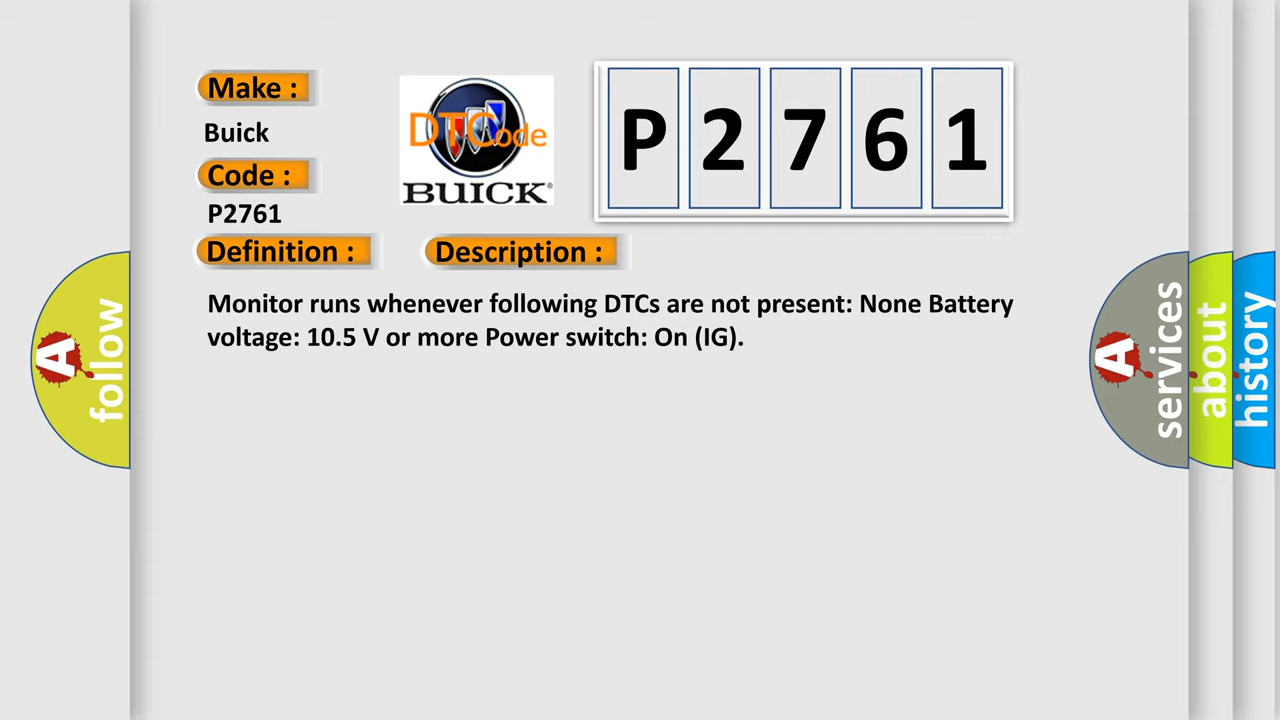 Make :
Buick
Code :
P2761
Definition :
Description :
DTCode
BUICK®
P 2 7 6 1
Monitor runs whenever following DTCs are not present: None Battery
voltage: 10.5 V or more Power switch: On (IG).
A follow
A services
about
history